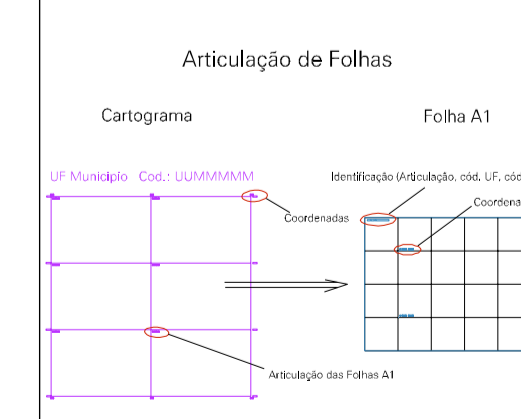 Articulação de Folhas
Cartograma
Folha A1
UF Município Cod.: UUMMMMM
Identificação (Articulação, cód. UF, cód
Coordena
Coordenadas
Articulação das Folhas A1